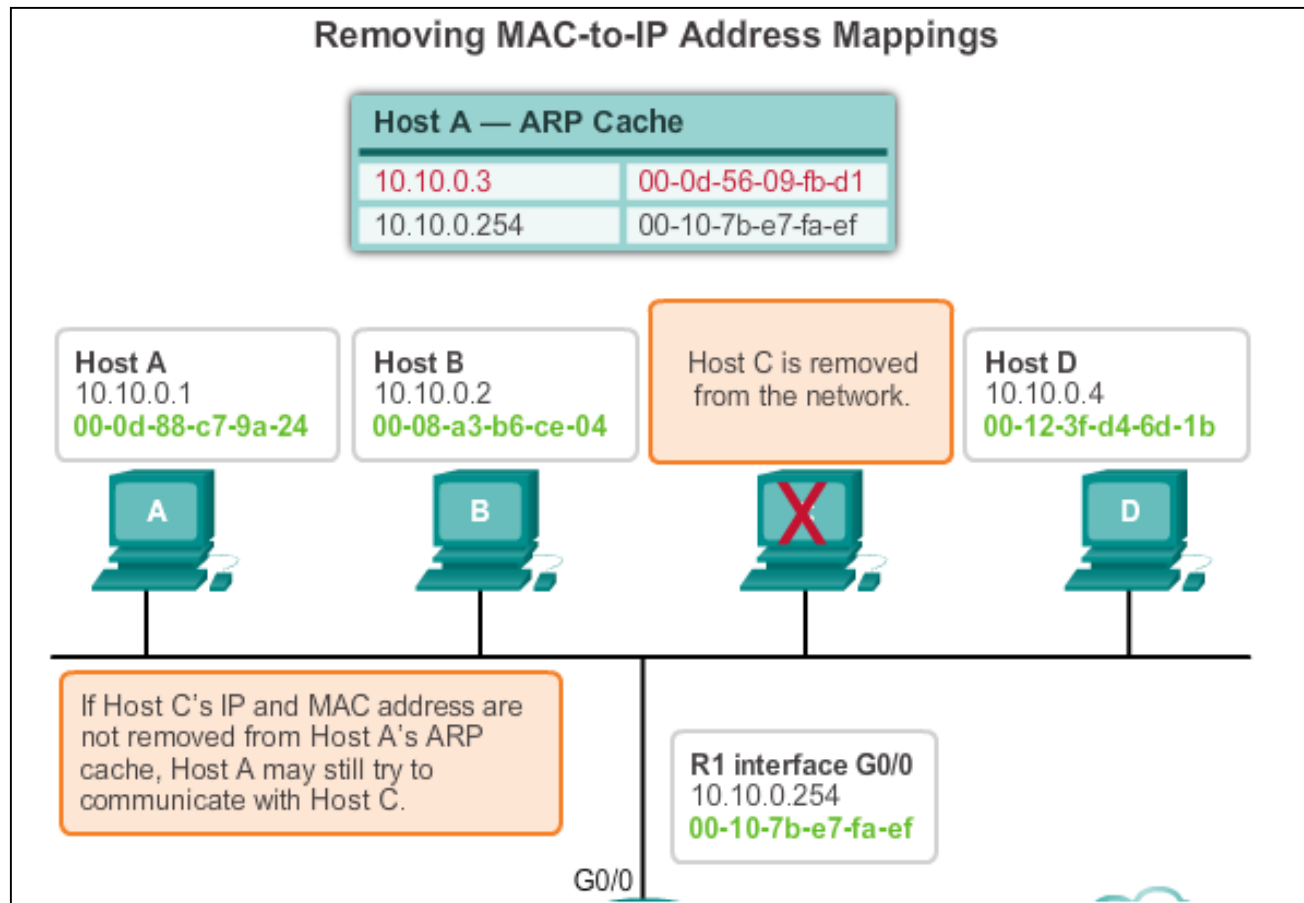 Removing MAC-to-IP Address Mappings
Host A — ARP Cache
10.10.0.3 00-0d-56-09-fb-d1
10.10.0.254 00-10-7b-e7-fa-ef
Host A
10.10.0.1
00-0d-88-c7-9a-24
Host B
10.10.0.2
00-08-a3-b6-ce-04
Host C is removed
from the network.
Host D
10.10.0.4
00-12-3f-d4-6d-1b
A
B
X
D
If Host C's IP and MAC address are
not removed from Host A's ARP
cache, Host A may still try to
communicate with Host C.
R1 interface G0/0
10.10.0.254
00-10-7b-e7-fa-ef
G0/0